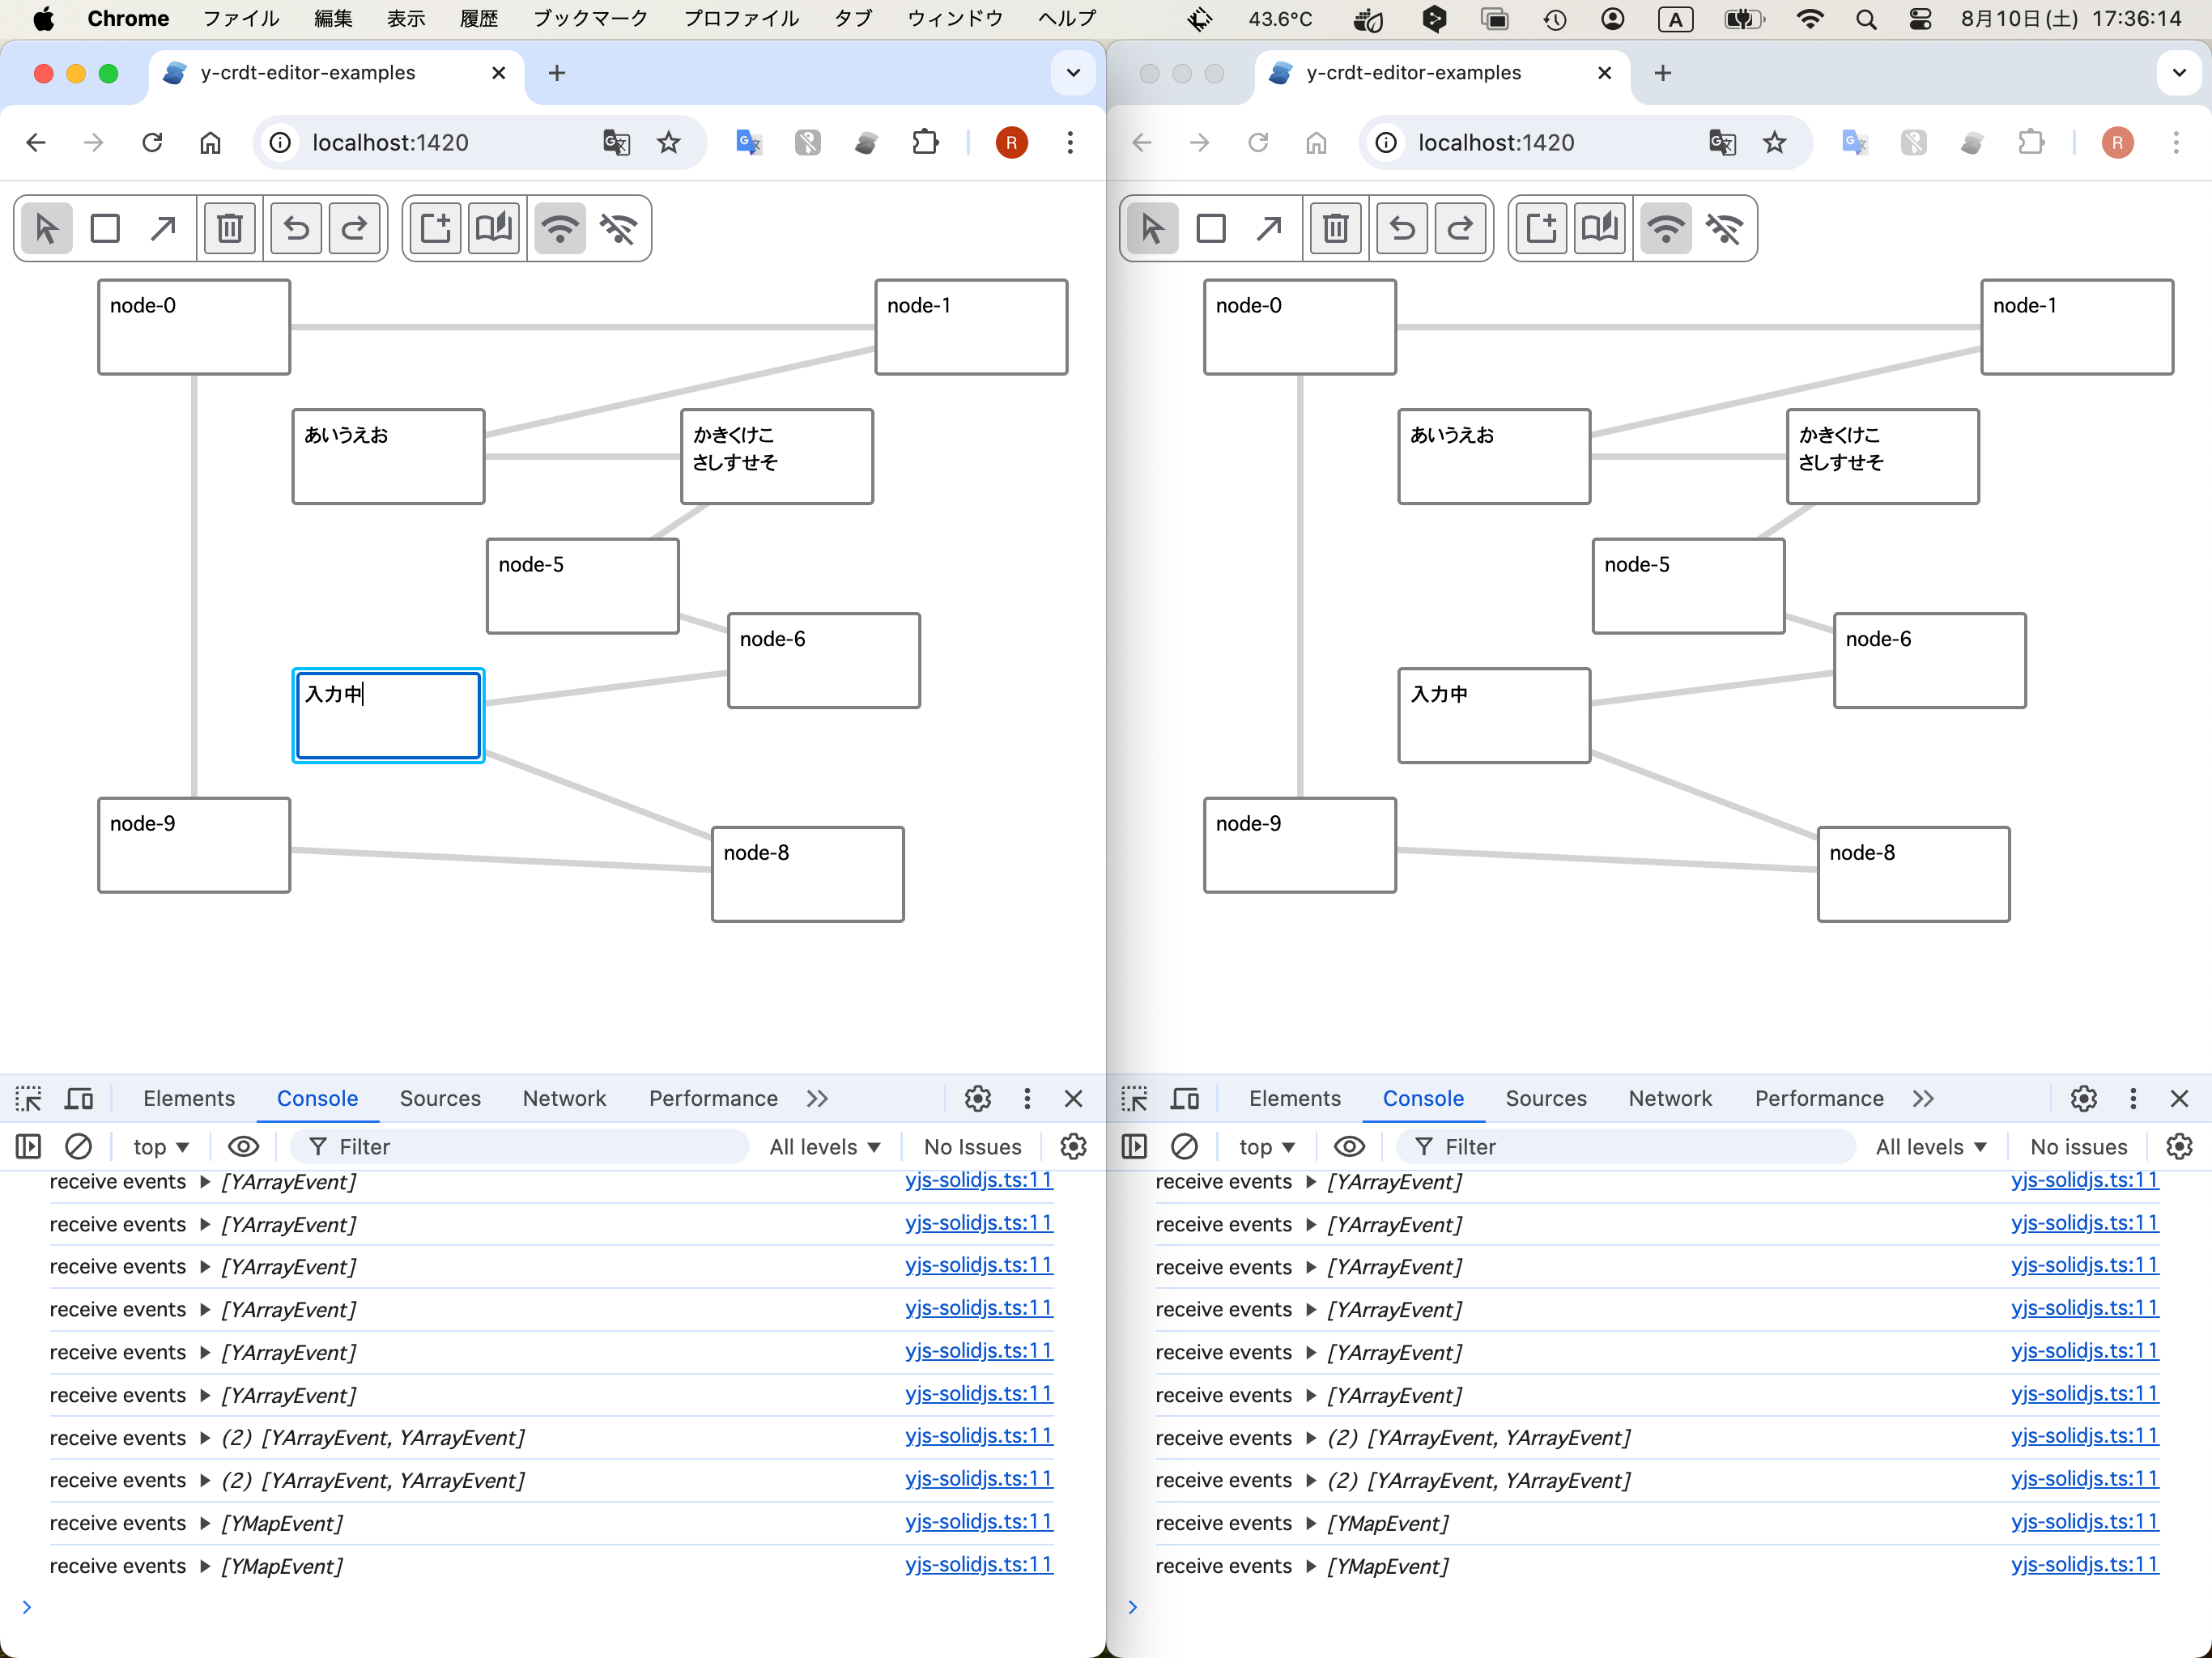 Chrome ファイル 編集 表示 履歴 ブックマーク プロファイル タブ ウィンドウ ヘルプ 43.6°C A 8月10日(土) 17:36:14
y-crdt-editor-examples
localhost:1420
R
node-0
node-1
あいうえお
かきくけこ
さしすせそ
node-5
node-6
入力中
node-9
node-8
Elements Console Sources Network Performance
top Filter All levels No Issues
receive events [YArrayEvent] yjs-solidjs.ts:11
receive events [YArrayEvent] yjs-solidjs.ts:11
receive events [YArrayEvent] yjs-solidjs.ts:11
receive events [YArrayEvent] yjs-solidjs.ts:11
receive events [YArrayEvent] yjs-solidjs.ts:11
receive events [YArrayEvent] yjs-solidjs.ts:11
receive events (2) [YArrayEvent, YArrayEvent] yjs-solidjs.ts:11
receive events (2) [YArrayEvent, YArrayEvent] yjs-solidjs.ts:11
receive events [YMapEvent] yjs-solidjs.ts:11
receive events [YMapEvent] yjs-solidjs.ts:11
y-crdt-editor-examples
localhost:1420
R
node-0
node-1
あいうえお
かきくけこ
さしすせそ
node-5
node-6
入力中
node-9
node-8
Elements Console Sources Network Performance
top Filter All levels No issues
receive events [YArrayEvent] yjs-solidjs.ts:11
receive events [YArrayEvent] yjs-solidjs.ts:11
receive events [YArrayEvent] yjs-solidjs.ts:11
receive events [YArrayEvent] yjs-solidjs.ts:11
receive events [YArrayEvent] yjs-solidjs.ts:11
receive events [YArrayEvent] yjs-solidjs.ts:11
receive events (2) [YArrayEvent, YArrayEvent] yjs-solidjs.ts:11
receive events (2) [YArrayEvent, YArrayEvent] yjs-solidjs.ts:11
receive events [YMapEvent] yjs-solidjs.ts:11
receive events [YMapEvent] yjs-solidjs.ts:11